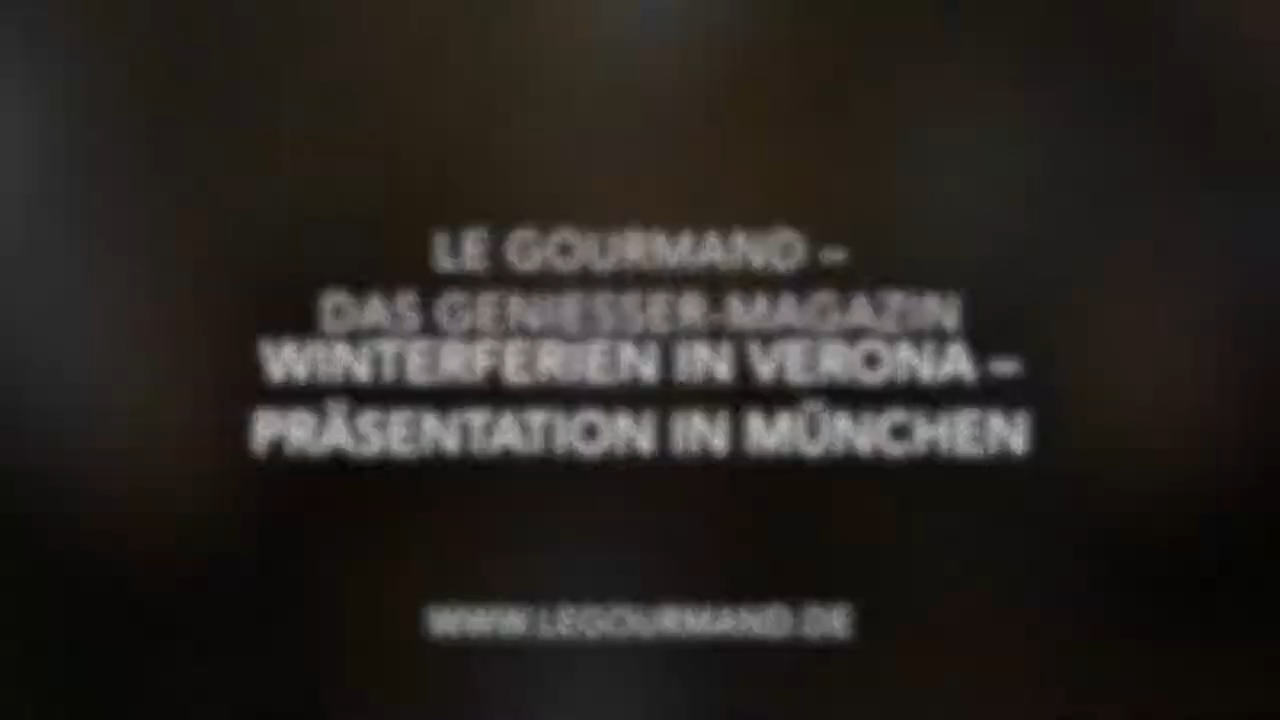 LE GOURMAND –
DAS GENIESSER-MAGAZIN
WINTERFERIEN IN VERONA –
PRÄSENTATION IN MÜNCHEN
WWW.LEGOURMAND.DE